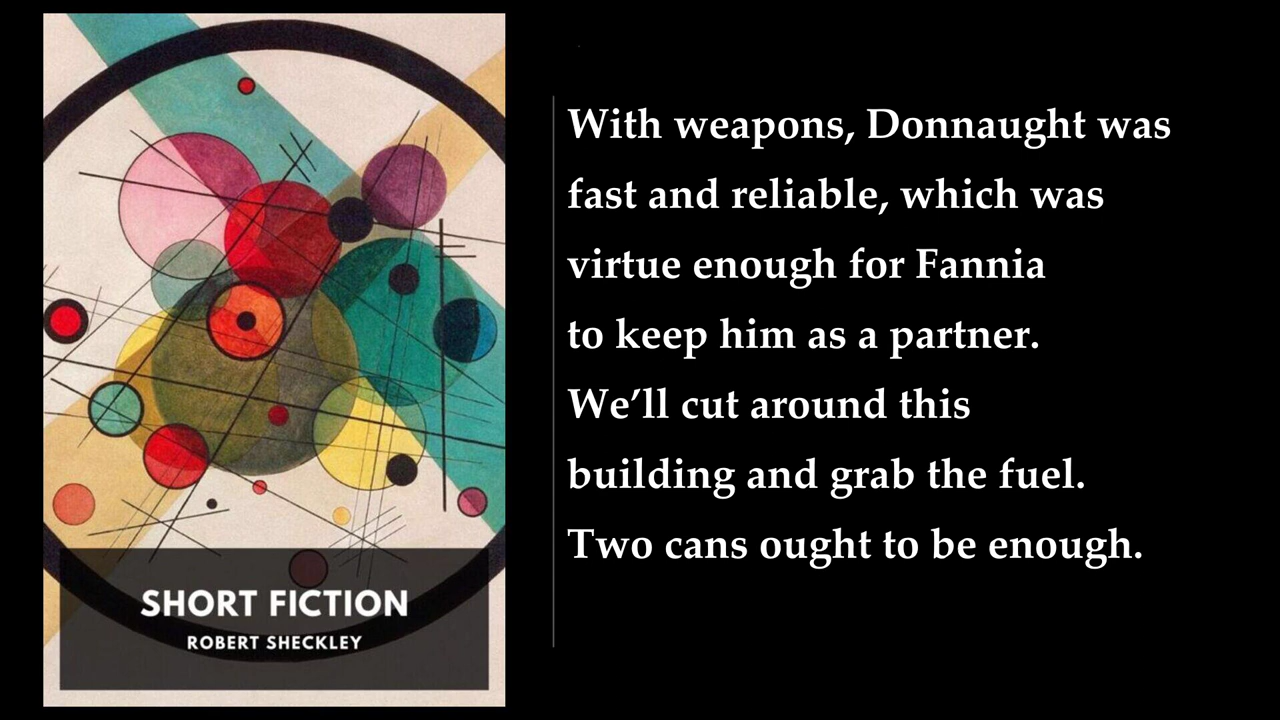 SHORT FICTION
ROBERT SHECKLEY
With weapons, Donnaught was
fast and reliable, which was
virtue enough for Fannia
to keep him as a partner.
We’ll cut around this
building and grab the fuel.
Two cans ought to be enough.